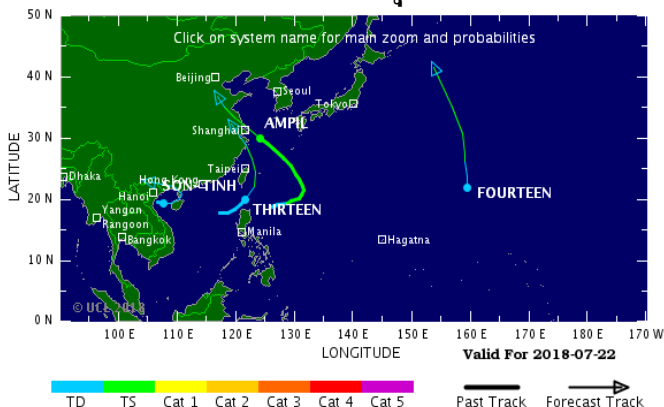 50 N
Click on system name for main zoom and probabilities
Beijing
40 N
Seoul
Tokyo
AMPIL
Shanghai
30 N
LATITUDE
Taipei
Dhaka
Hong Kong
SON-TINH
Hanoi
20 N
FOURTEEN
THIRTEEN
Yangon
Rangoon
Manila
Bangkok
Hagatna
10 N
© UCL 2018
0 N
100 E 110 E 120 E 130 E 140 E 150 E 160 E 170 W
LONGITUDE
Valid For 2018-07-22
TD TS Cat 1 Cat 2 Cat 3 Cat 4 Cat 5 Past Track Forecast Track